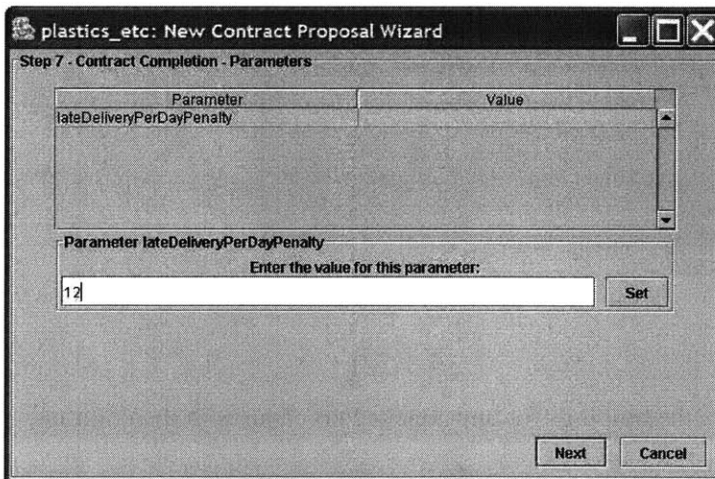 plastics_etc: New Contract Proposal Wizard
Step 7 - Contract Completion - Parameters
Parameter Value
lateDeliveryPerDayPenalty
Parameter lateDeliveryPerDayPenalty
Enter the value for this parameter:
12
Set
Next Cancel